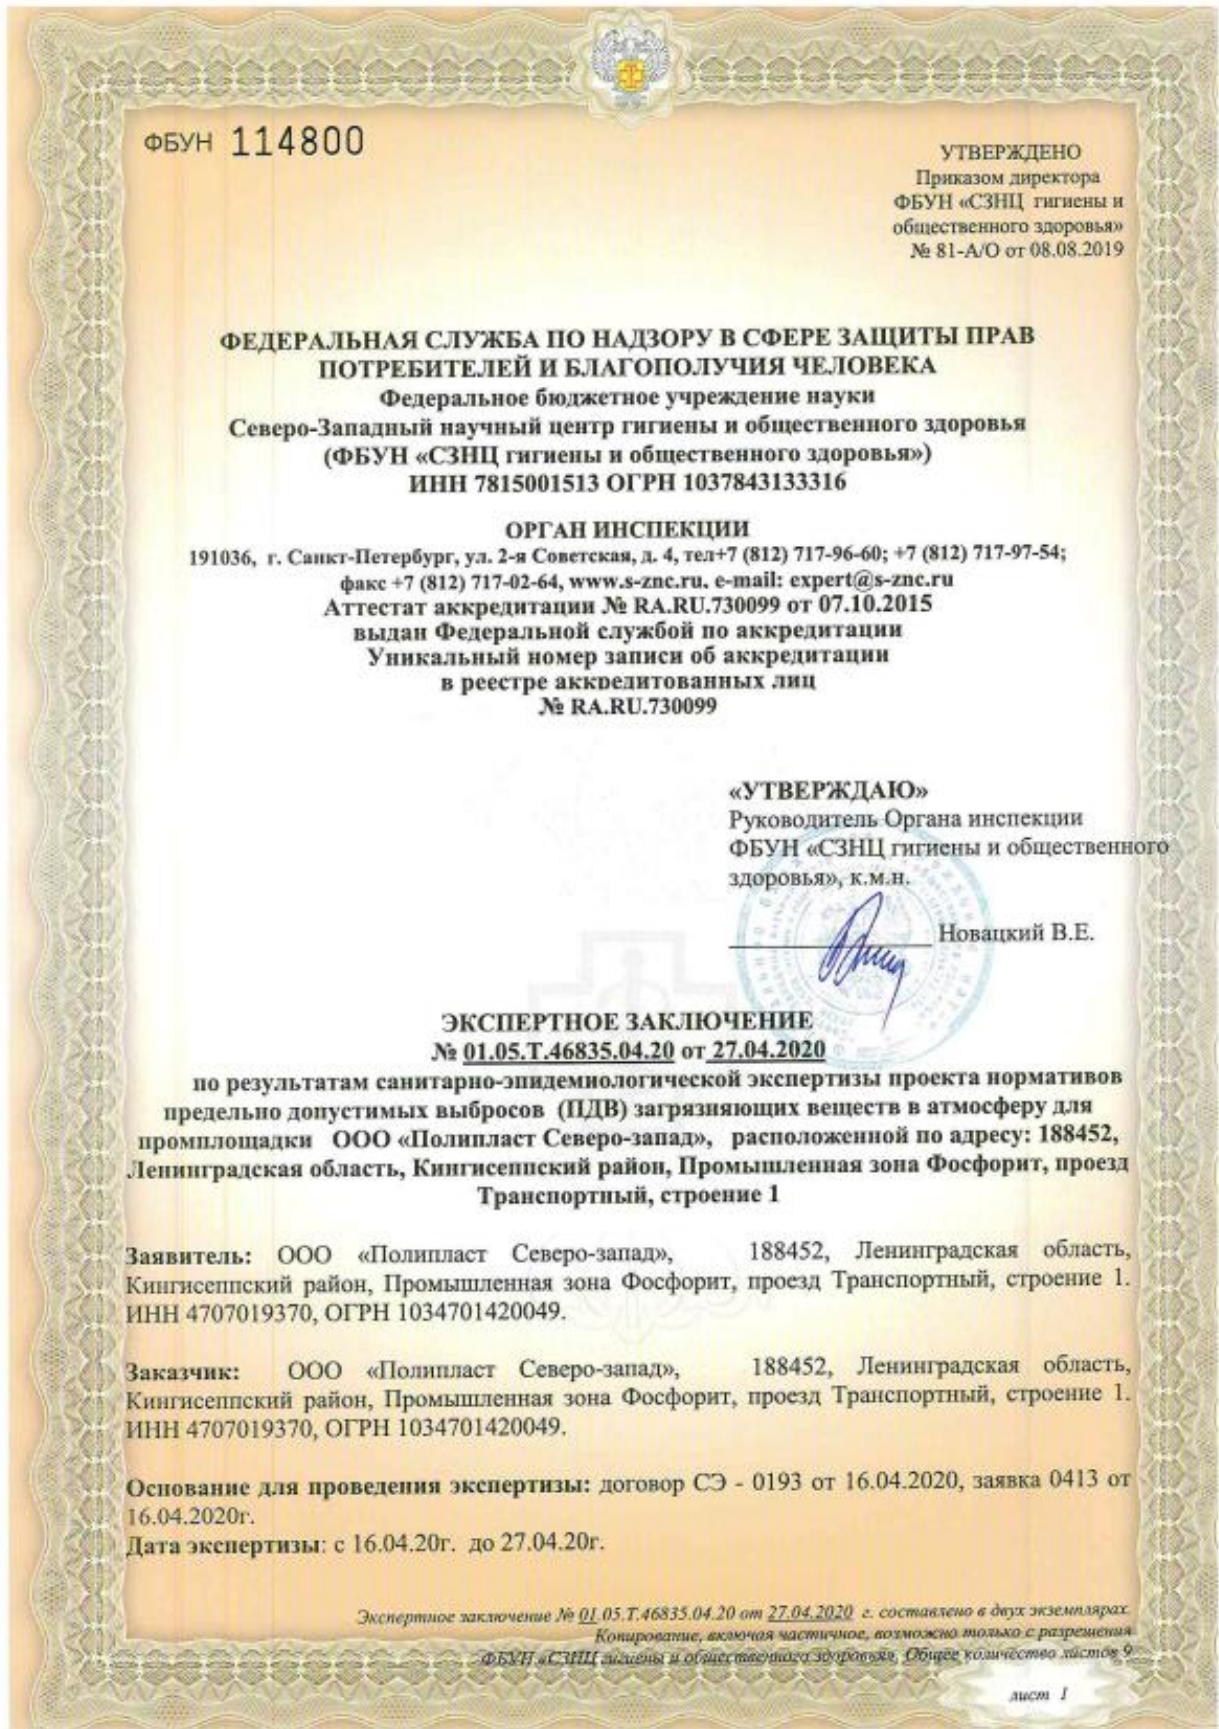 ФБУН 114800
УТВЕРЖДЕНО
Приказом директора
ФБУН «СЗНЦ гигиены и
общественного здоровья»
№ 81-А/О от 08.08.2019
ФЕДЕРАЛЬНАЯ СЛУЖБА ПО НАДЗОРУ В СФЕРЕ ЗАЩИТЫ ПРАВ
ПОТРЕБИТЕЛЕЙ И БЛАГОПОЛУЧИЯ ЧЕЛОВЕКА
Федеральное бюджетное учреждение науки
Северо-Западный научный центр гигиены и общественного здоровья
(ФБУН «СЗНЦ гигиены и общественного здоровья»)
ИНН 7815001513 ОГРН 1037843133316
ОРГАН ИНСПЕКЦИИ
191036, г. Санкт-Петербург, ул. 2-я Советская, д. 4, тел+7 (812) 717-96-60; +7 (812) 717-97-54;
факс +7 (812) 717-02-64, www.s-znc.ru. e-mail: expert@s-znc.ru
Аттестат аккредитации № RA.RU.730099 от 07.10.2015
выдан Федеральной службой по аккредитации
Уникальный номер записи об аккредитации
в реестре аккредитованных лиц
№ RA.RU.730099
«УТВЕРЖДАЮ»
Руководитель Органа инспекции
ФБУН «СЗНЦ гигиены и общественного
здоровья», к.м.н.
Новацкий В.Е.
ЭКСПЕРТНОЕ ЗАКЛЮЧЕНИЕ
№ 01.05.Т.46835.04.20 от 27.04.2020
по результатам санитарно-эпидемиологической экспертизы проекта нормативов
предельно допустимых выбросов (ПДВ) загрязняющих веществ в атмосферу для
промплощадки ООО «Полипласт Северо-запад», расположенной по адресу: 188452,
Ленинградская область, Кингисеппский район, Промышленная зона Фосфорит, проезд
Транспортный, строение 1
Заявитель: ООО «Полипласт Северо-запад», 188452, Ленинградская область,
Кингисеппский район, Промышленная зона Фосфорит, проезд Транспортный, строение 1.
ИНН 4707019370, ОГРН 1034701420049.
Заказчик: ООО «Полипласт Северо-запад», 188452, Ленинградская область,
Кингисеппский район, Промышленная зона Фосфорит, проезд Транспортный, строение 1.
ИНН 4707019370, ОГРН 1034701420049.
Основание для проведения экспертизы: договор СЭ - 0193 от 16.04.2020, заявка 0413 от
16.04.2020г.
Дата экспертизы: с 16.04.20г. до 27.04.20г.
Экспертное заключение № 01.05.Т.46835.04.20 от 27.04.2020 г. составлено в двух экземплярах.
Копирование, включая частичное, возможно только с разрешения
ФБУН «СЗНЦ гигиены и общественного здоровья». Общее количество листов 9
лист 1